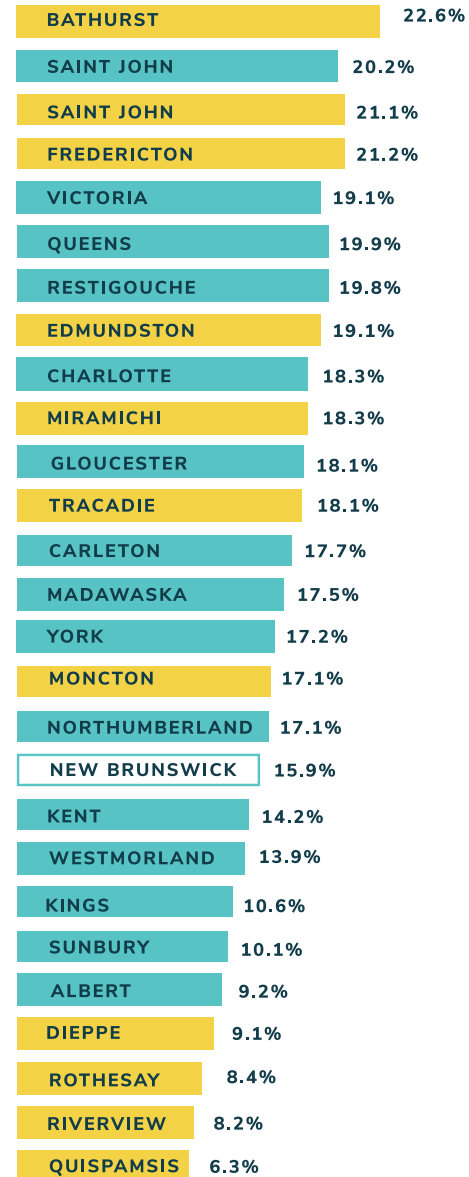 BATHURST 22.6%
SAINT JOHN 20.2%
SAINT JOHN 21.1%
FREDERICTON 21.2%
VICTORIA 19.1%
QUEENS 19.9%
RESTIGOUCHE 19.8%
EDMUNDSTON 19.1%
CHARLOTTE 18.3%
MIRAMICHI 18.3%
GLOUCESTER 18.1%
TRACADIE 18.1%
CARLETON 17.7%
MADAWASKA 17.5%
YORK 17.2%
MONCTON 17.1%
NORTHUMBERLAND 17.1%
NEW BRUNSWICK 15.9%
KENT 14.2%
WESTMORLAND 13.9%
KINGS 10.6%
SUNBURY 10.1%
ALBERT 9.2%
DIEPPE 9.1%
ROTHESAY 8.4%
RIVERVIEW 8.2%
QUISPAMSIS 6.3%